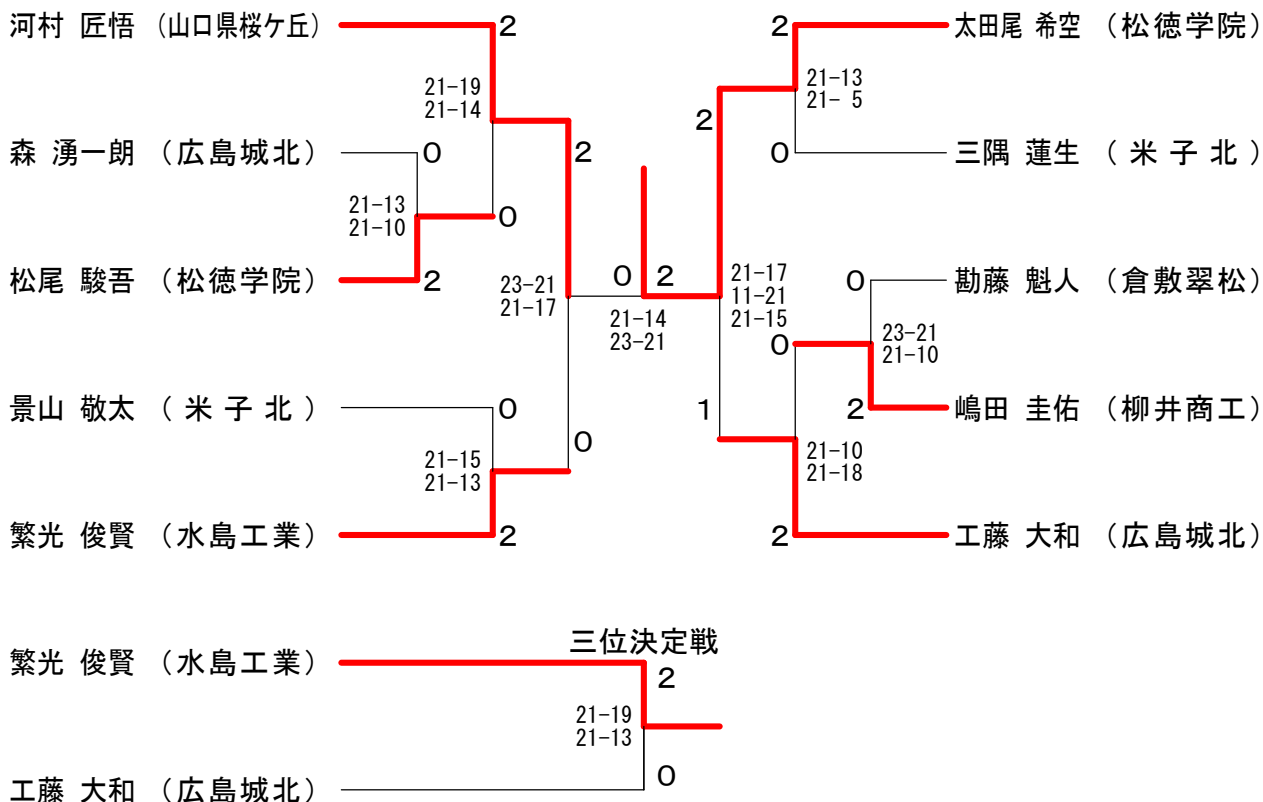 河村 匠悟 (山口県桜ケ丘) 2 2 太田尾 希空 (松徳学院)
21-19 21-13
21-14 21- 5
2 2
森 湧一朗 (広島城北) 0 0 三隅 蓮生 (米子北)
21-13
21-10 0
松尾 駿吾 (松徳学院) 2 0 勘藤 魁人 (倉敷翠松)
23-21 0 2 21-17
21-17 21-14 11-21
23-21 21-15
0 23-21
21-10
景山 敬太 (米子北) 0 1 2 嶋田 圭佑 (柳井商工)
0
21-15 21-10
21-13 21-18
繁光 俊賢 (水島工業) 2 2 工藤 大和 (広島城北)
三位決定戦
繁光 俊賢 (水島工業) 2
21-19
21-13
工藤 大和 (広島城北) 0